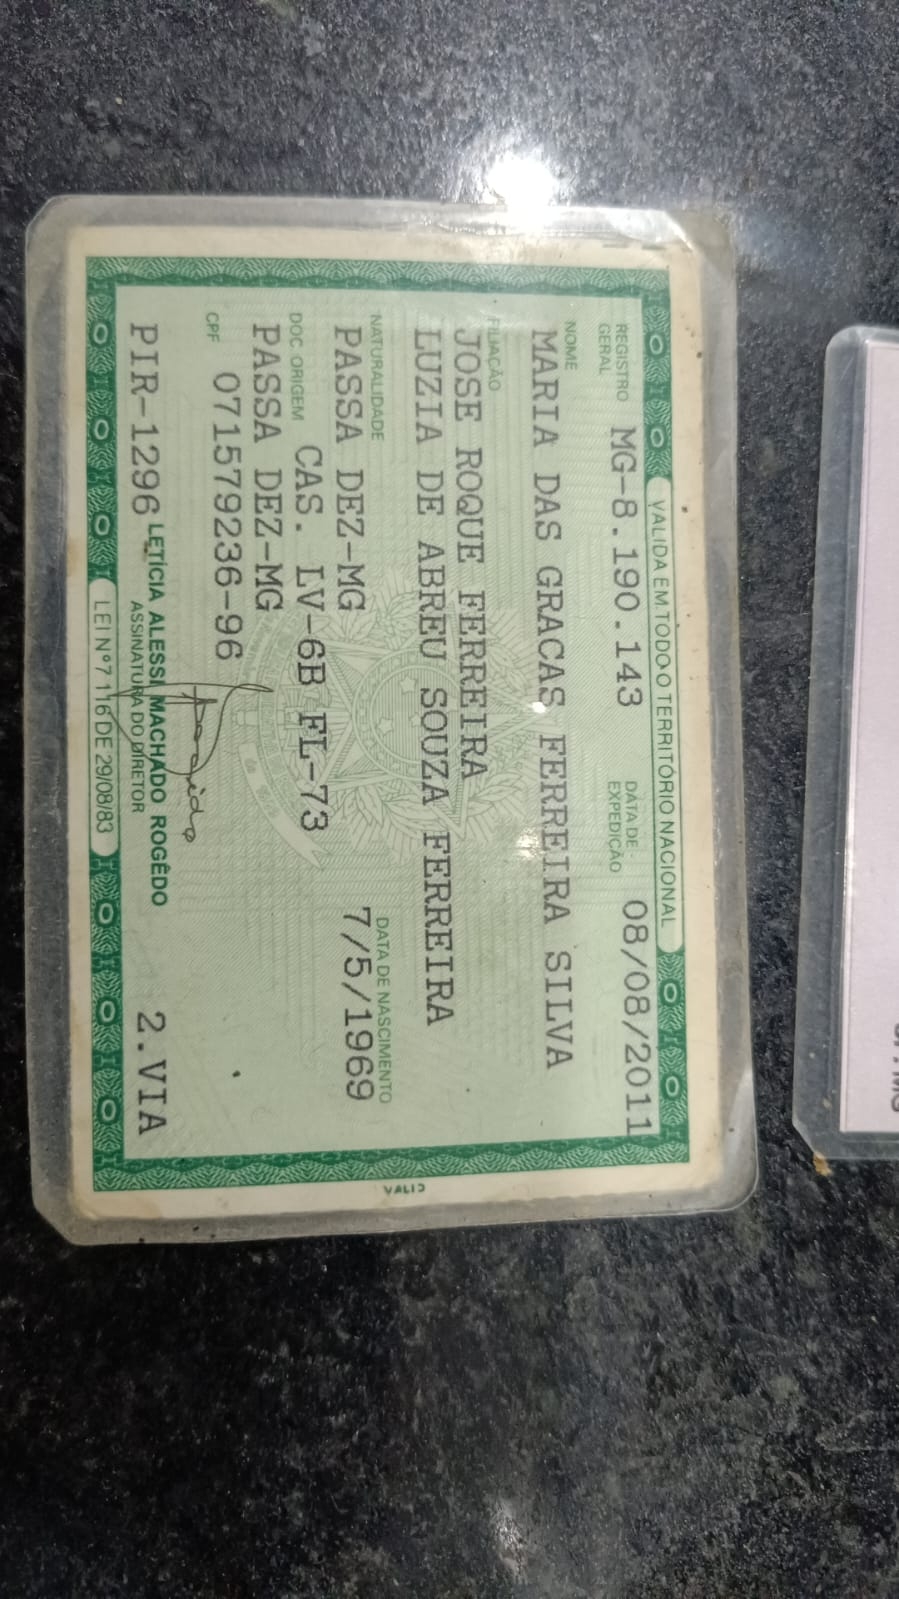 VALIDA EM TODO O TERRITÓRIO NACIONAL
REGISTRO GERAL MG-8.190.143 DATA DE EXPEDIÇÃO 08/08/2011
NOME
MARIA DAS GRACAS FERREIRA SILVA
FILIAÇÃO
JOSE ROQUE FERREIRA
LUZIA DE ABREU SOUZA FERREIRA
NATURALIDADE DATA DE NASCIMENTO
PASSA DEZ-MG 7/5/1969
DOC ORIGEM CAS. LV-6B FL-73
PASSA DEZ-MG
CPF 071579236-96
PIR-1296 LETÍCIA ALESSI MACHADO ROGÊDO 2.VIA
ASSINATURA DO DIRETOR
LEI Nº 7 116 DE 29/08/83